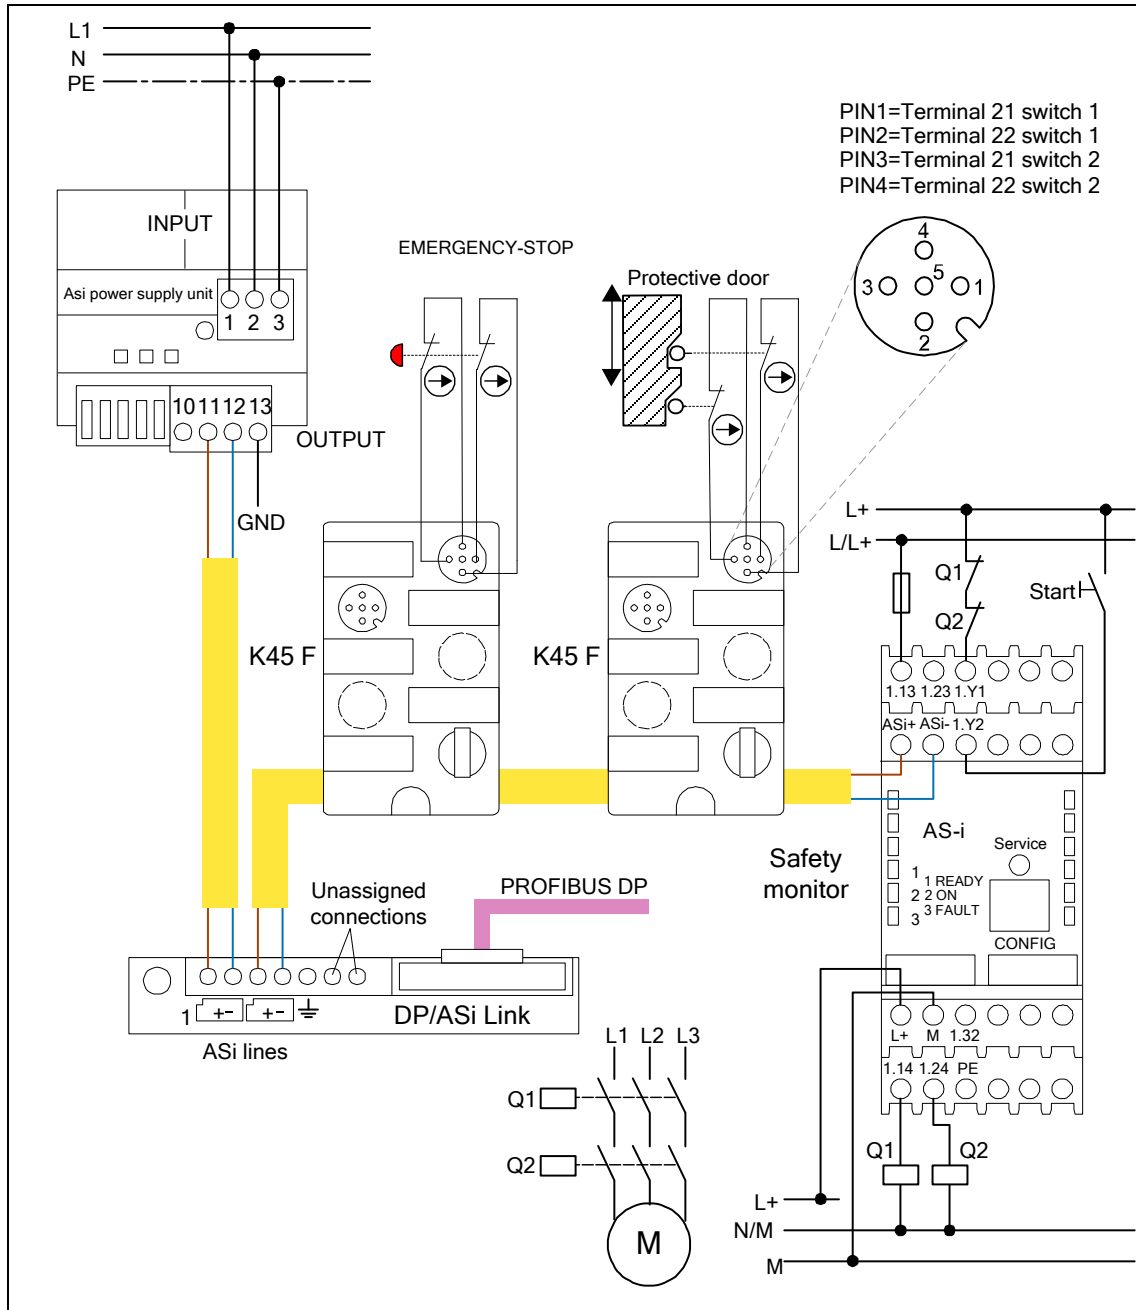 L1
N
PE
PIN1=Terminal 21 switch 1
PIN2=Terminal 22 switch 1
PIN3=Terminal 21 switch 2
PIN4=Terminal 22 switch 2
INPUT
Asi power supply unit
1 2 3
10 11 12 13
OUTPUT
GND
EMERGENCY-STOP
Protective door
4
3 5 1
2
K45 F
K45 F
L+
L/L+
Q1
Q2
Start
1.13 1.23 1.Y1
ASi+ ASi- 1.Y2
AS-i
Service
1 1 READY
2 2 ON
3 3 FAULT
CONFIG
Safety
monitor
L+ M 1.32
1.14 1.24 PE
Q1 Q2
L+
N/M
M
Unassigned
connections
PROFIBUS DP
1 + - + -
DP/ASi Link
ASi lines
L1 L2 L3
Q1
Q2
M